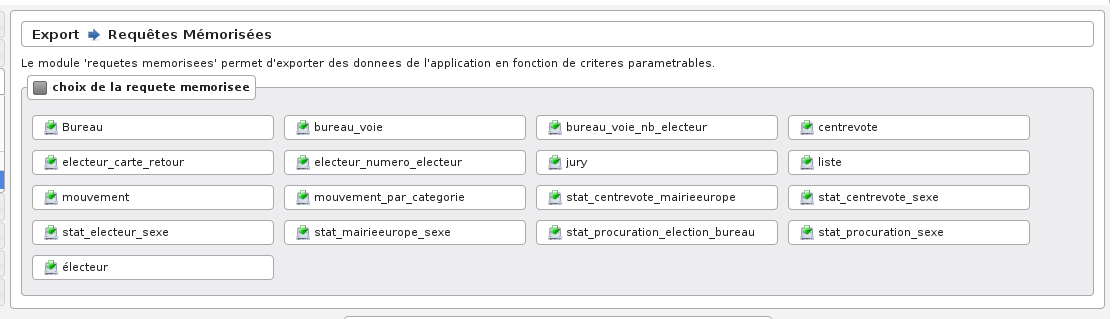 Export Requêtes Mémorisées
Le module 'requetes memorisees' permet d'exporter des donnees de l'application en fonction de criteres parametrables.
choix de la requete memorisee
Bureau bureau_voie bureau_voie_nb_electeur centrevote
electeur_carte_retour electeur_numero_electeur jury liste
mouvement mouvement_par_categorie stat_centrevote_mairieeurope stat_centrevote_sexe
stat_electeur_sexe stat_mairieeurope_sexe stat_procuration_election_bureau stat_procuration_sexe
électeur